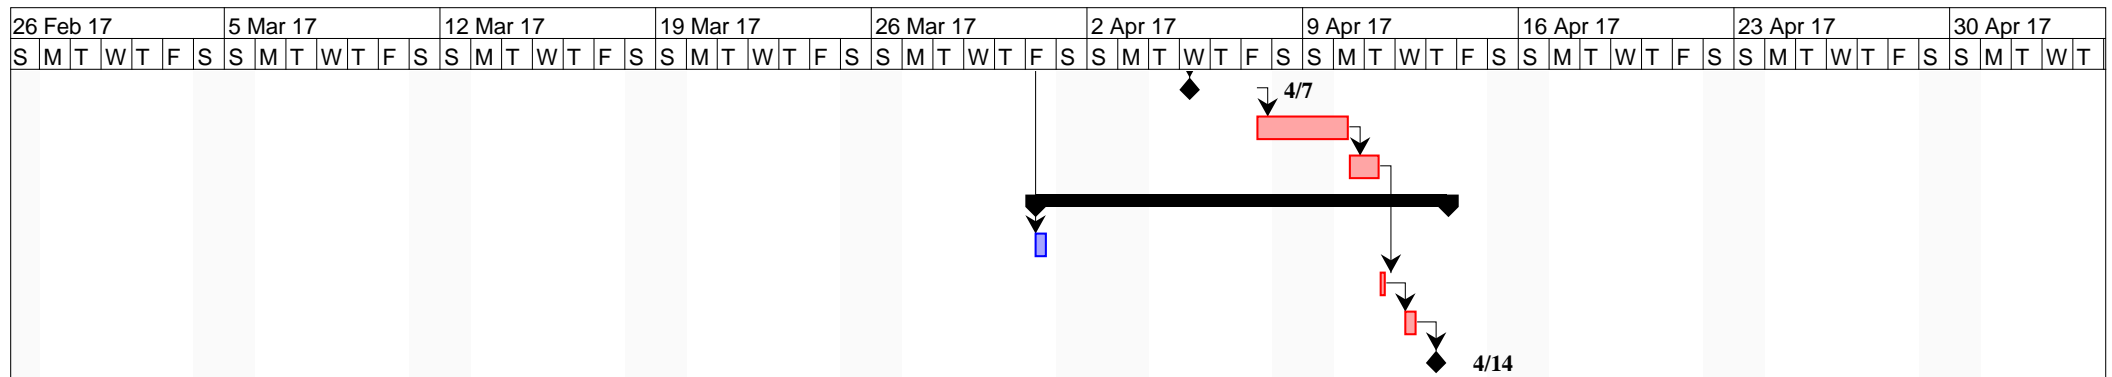 26 Feb 17 5 Mar 17 12 Mar 17 19 Mar 17 26 Mar 17 2 Apr 17 9 Apr 17 16 Apr 17 23 Apr 17 30 Apr 17
S M T W T F S S M T W T F S S M T W T F S S M T W T F S S M T W T F S S M T W T F S S M T W T F S S M T W T F S S M T W T F S S M T W T
4/7
4/14